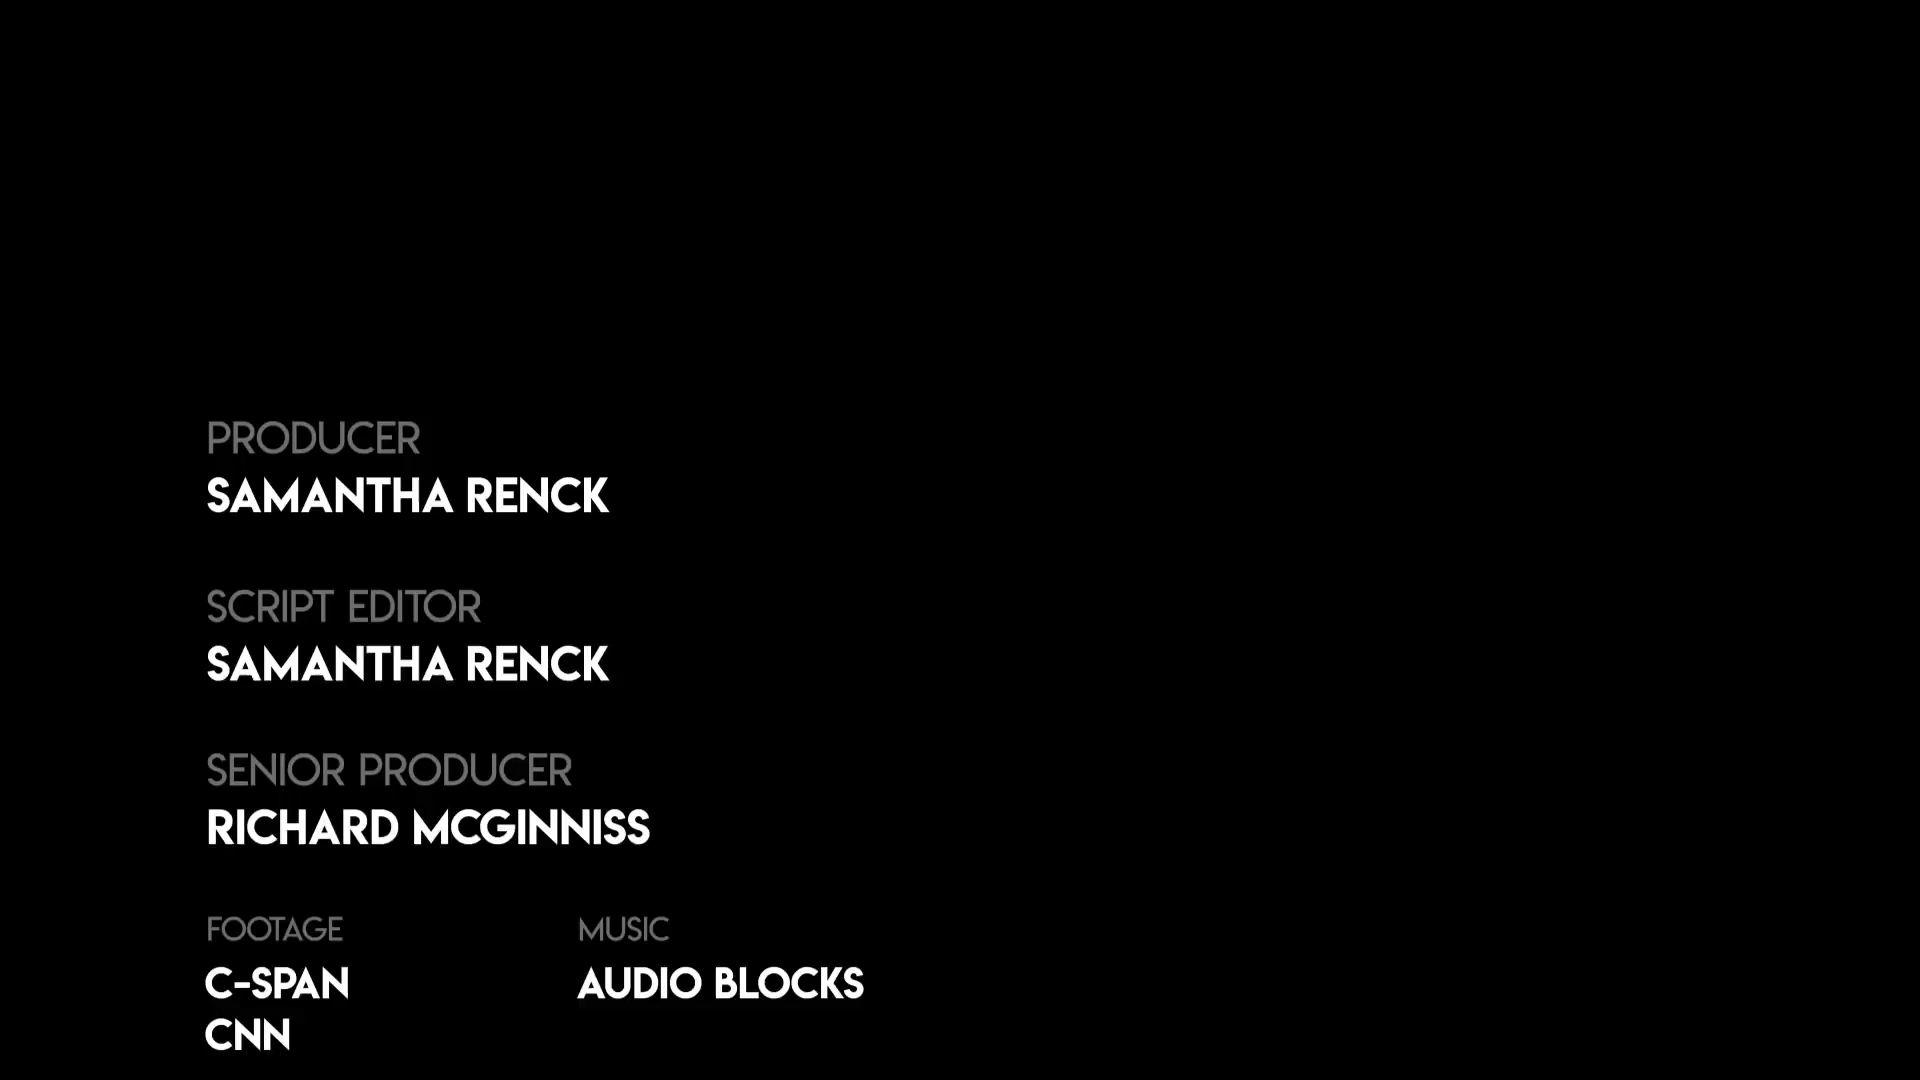 PRODUCER
SAMANTHA RENCK
SCRIPT EDITOR
SAMANTHA RENCK
SENIOR PRODUCER
RICHARD MCGINNISS
FOOTAGE
C-SPAN
CNN
MUSIC
AUDIO BLOCKS